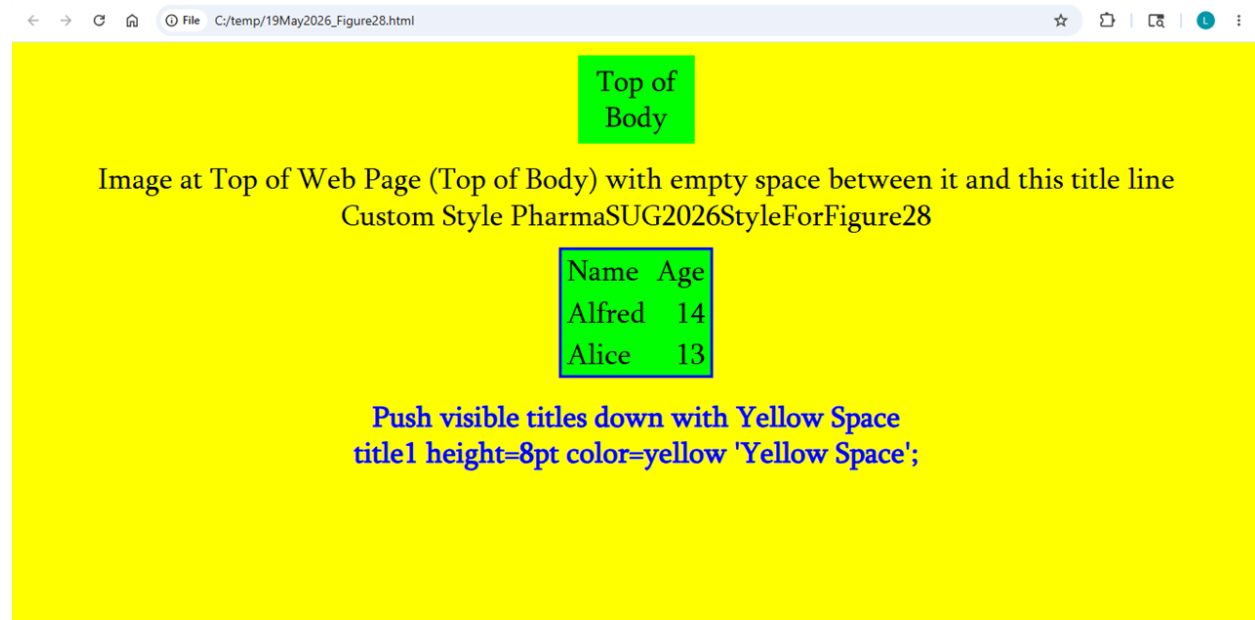 File C:/temp/19May2026_Figure28.html
L
Top of
Body
Image at Top of Web Page (Top of Body) with empty space between it and this title line
Custom Style PharmaSUG2026StyleForFigure28
Name Age
Alfred 14
Alice 13
Push visible titles down with Yellow Space
title1 height=8pt color=yellow 'Yellow Space';